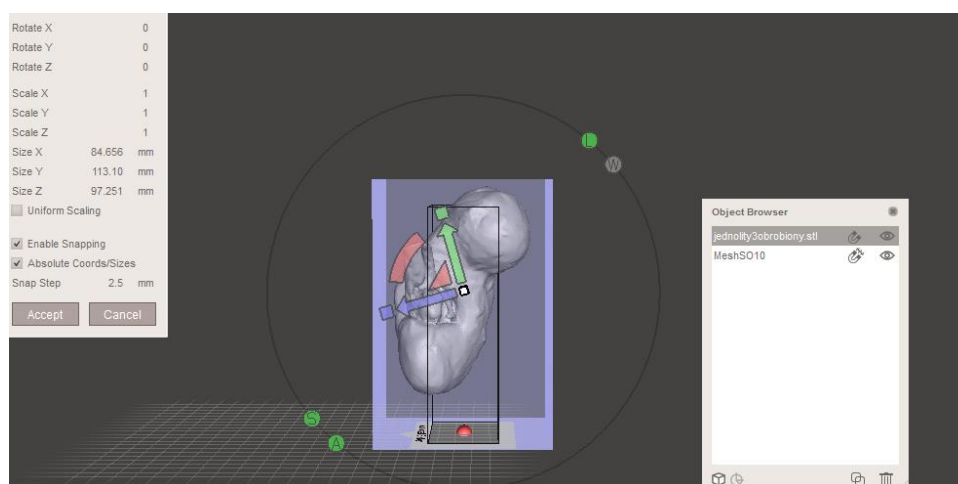 Rotate X 0
Rotate Y 0
Rotate Z 0
Scale X 1
Scale Y 1
Scale Z 1
Size X 84.656 mm
Size Y 113.10 mm
Size Z 97.251 mm
Uniform Scaling
Enable Snapping
Absolute Coords/Sizes
Snap Step 2.5 mm
Accept Cancel
L
W
S
A
Object Browser
jednolity3obrobiony.stl
MeshSO10